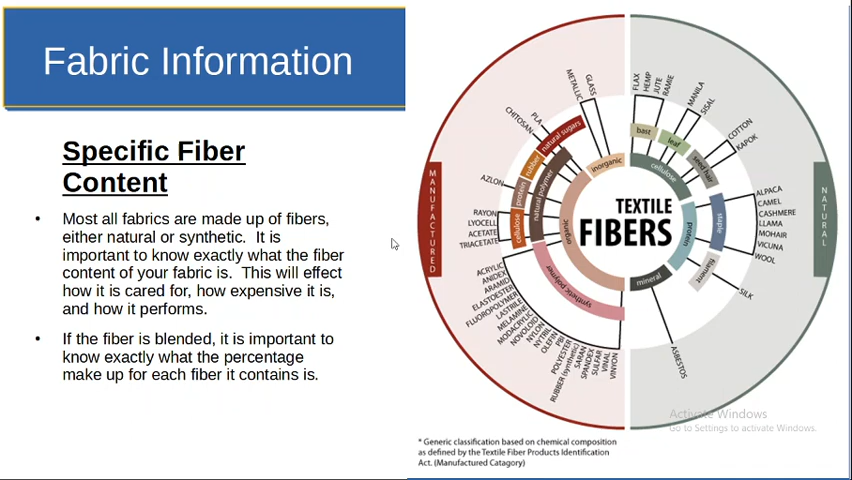 Fabric Information
Specific Fiber
Content
• Most all fabrics are made up of fibers,
either natural or synthetic. It is
important to know exactly what the fiber
content of your fabric is. This will effect
how it is cared for, how expensive it is,
and how it performs.
• If the fiber is blended, it is important to
know exactly what the percentage
make up for each fiber it contains is.
TEXTILE
FIBERS
MANUFACTURED
organic
inorganic
METALLIC
GLASS
natural polymer
natural sugars
CHITOSAN
PLA
rubber
protein
AZLON
cellulose
RAYON
LYOCELL
ACETATE
TRIACETATE
synthetic polymer
ACRYLIC
ANIDEX
ARAMID
ELASTOESTER
FLUOROPOLYMER
LASTRILE
MELAMINE
MODACRYLIC
NOVOLOID
NYLON
NYTRIL
OLEFIN
PBI
POLYESTER
RUBBER (synthetic)
SARAN
SPANDEX
SULFAR
VINAL
VINYON
NATURAL
cellulose
bast
FLAX
HEMP
JUTE
RAMIE
leaf
MANILA
SISAL
seed hair
COTTON
KAPOK
protein
staple
ALPACA
CAMEL
CASHMERE
LLAMA
MOHAIR
VICUNA
WOOL
filament
SILK
mineral
ASBESTOS
Activate Windows
Go to Settings to activate Windows.
* Generic classification based on chemical composition
as defined by the Textile Fiber Products Identification
Act. (Manufactured Catagory)